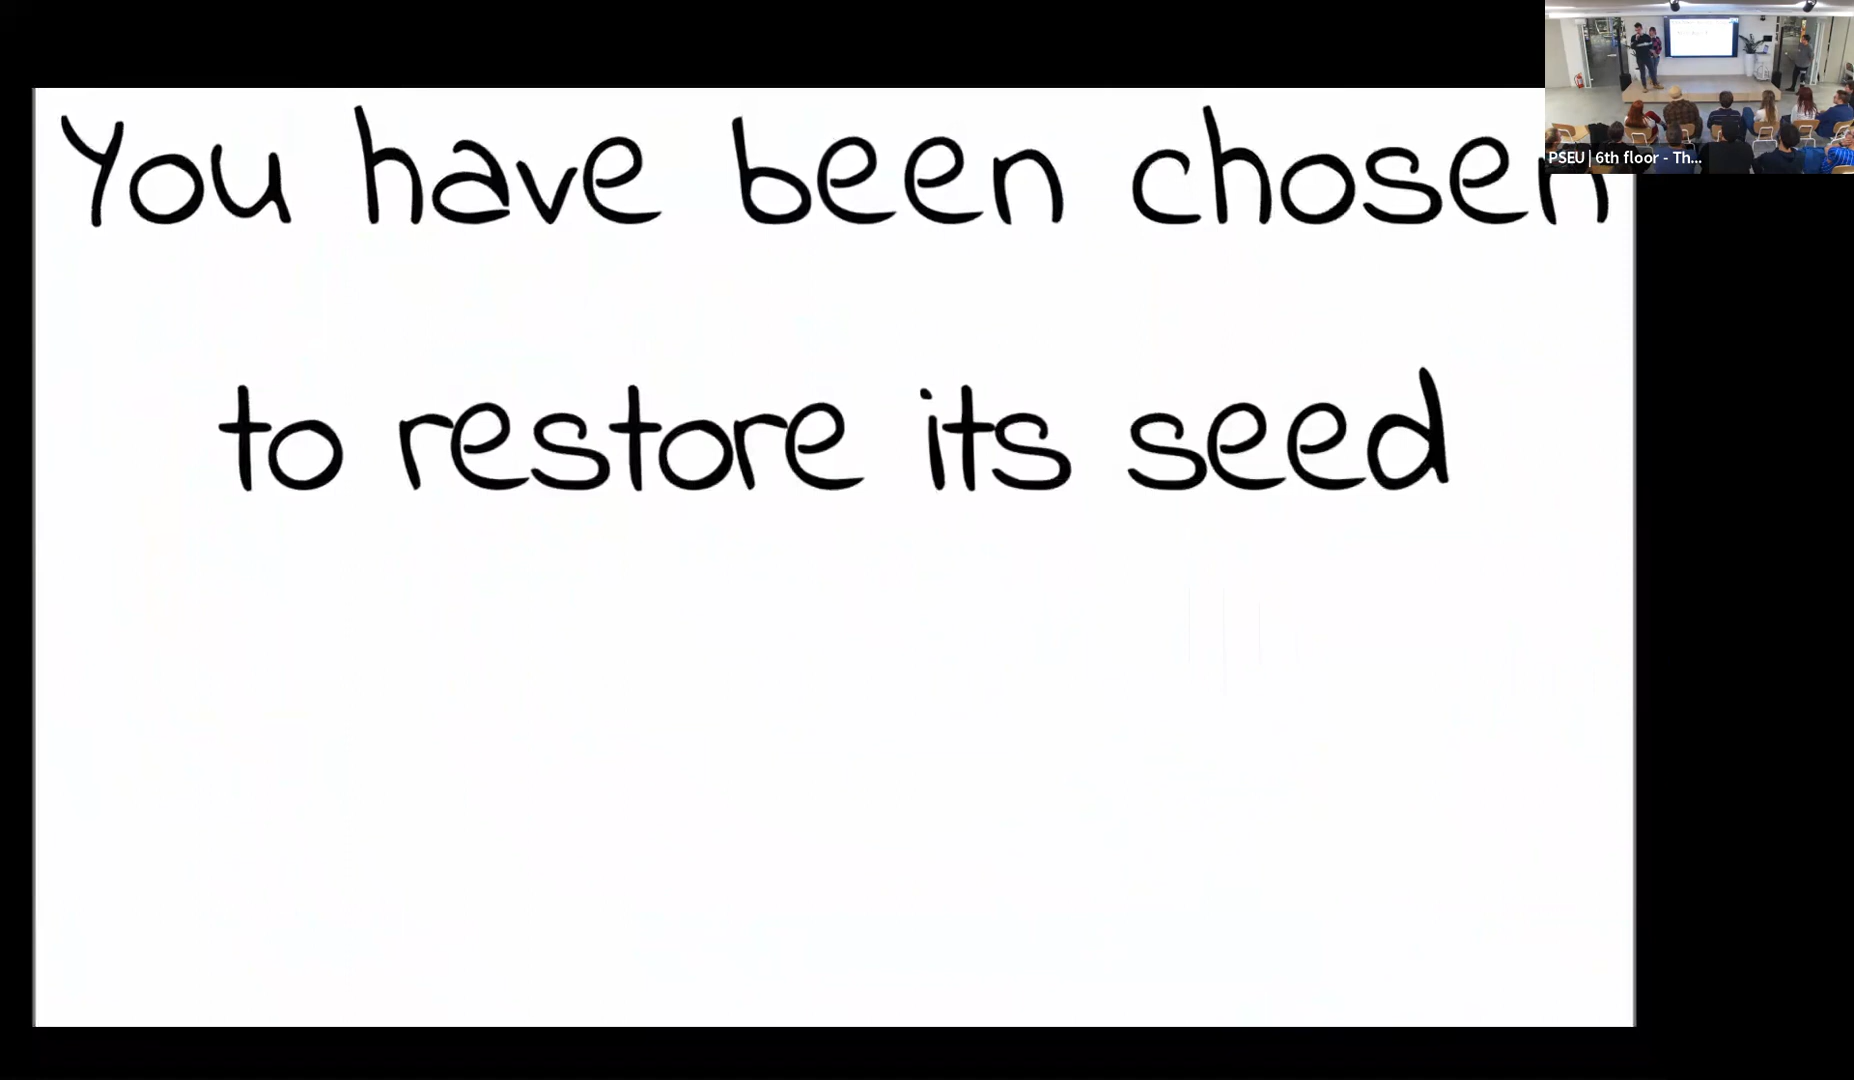 You have been chosen
to restore its seed
PSEU | 6th floor - Th...